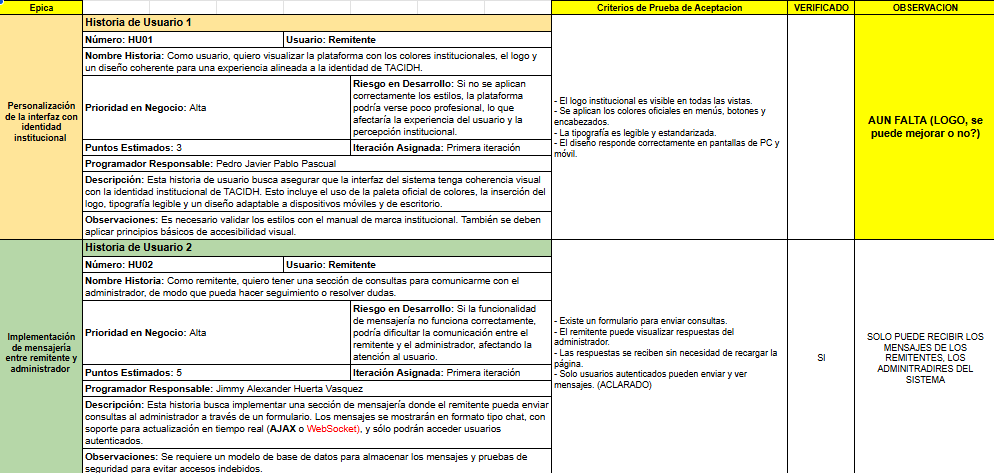 Epica
Criterios de Prueba de Aceptacion
VERIFICADO
OBSERVACION
Personalización
de la interfaz con
identidad
institucional
Historia de Usuario 1
Número: HU01
Usuario: Remitente
Nombre Historia: Como usuario, quiero visualizar la plataforma con los colores institucionales, el logo y
un diseño coherente para una experiencia alineada a la identidad de TACIDH.
Prioridad en Negocio: Alta
Riesgo en Desarrollo: Si no se aplican
correctamente los estilos, la plataforma
podría verse poco profesional, lo que
afectaría la experiencia del usuario y la
percepción institucional.
Puntos Estimados: 3
Iteración Asignada: Primera iteración
Programador Responsable: Pedro Javier Pablo Pascual
Descripción: Esta historia de usuario busca asegurar que la interfaz del sistema tenga coherencia visual
con la identidad institucional de TACIDH. Esto incluye el uso de la paleta oficial de colores, la inserción del
logo, tipografía legible y un diseño adaptable a dispositivos móviles y de escritorio.
Observaciones: Es necesario validar los estilos con el manual de marca institucional. También se deben
aplicar principios básicos de accesibilidad visual.
- El logo institucional es visible en todas las vistas.
- Se aplican los colores oficiales en menús, botones y
encabezados.
- La tipografía es legible y estandarizada.
- El diseño responde correctamente en pantallas de PC y
móvil.
AUN FALTA (LOGO, se
puede mejorar o no?)
Implementación
de mensajería
entre remitente y
administrador
Historia de Usuario 2
Número: HU02
Usuario: Remitente
Nombre Historia: Como remitente, quiero tener una sección de consultas para comunicarme con el
administrador, de modo que pueda hacer seguimiento o resolver dudas.
Prioridad en Negocio: Alta
Riesgo en Desarrollo: Si la funcionalidad
de mensajería no funciona correctamente,
podría dificultar la comunicación entre el
remitente y el administrador, afectando la
atención al usuario.
Puntos Estimados: 5
Iteración Asignada: Primera iteración
Programador Responsable: Jimmy Alexander Huerta Vasquez
Descripción: Esta historia busca implementar una sección de mensajería donde el remitente pueda enviar
consultas al administrador a través de un formulario. Los mensajes se mostrarán en formato tipo chat, con
soporte para actualización en tiempo real (AJAX o WebSocket), y sólo podrán acceder usuarios
autenticados.
Observaciones: Se requiere un modelo de base de datos para almacenar los mensajes y pruebas de
seguridad para evitar accesos indebidos.
- Existe un formulario para enviar consultas.
- El remitente puede visualizar respuestas del
administrador.
- Las respuestas se reciben sin necesidad de recargar la
página.
- Solo usuarios autenticados pueden enviar y ver
mensajes. (ACLARADO)
SI
SOLO PUEDE RECIBIR LOS
MENSAJES DE LOS
REMITENTES, LOS
ADMINITRADIRES DEL
SISTEMA